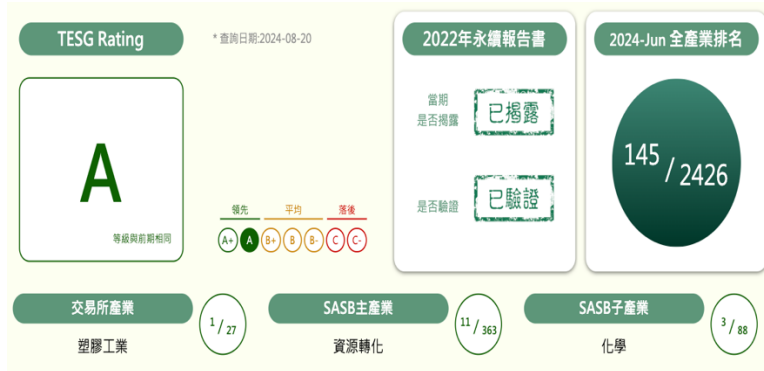 TESG Rating
* 查詢日期:2024-08-20
A
等級與前期相同
領先 平均 落後
A+ A B+ B B- C C-
2022年永續報告書
當期
是否揭露
已揭露
是否驗證
已驗證
2024-Jun 全產業排名
145 / 2426
交易所產業
1 / 27
塑膠工業
SASB主產業
11 / 363
資源轉化
SASB子產業
3 / 88
化學